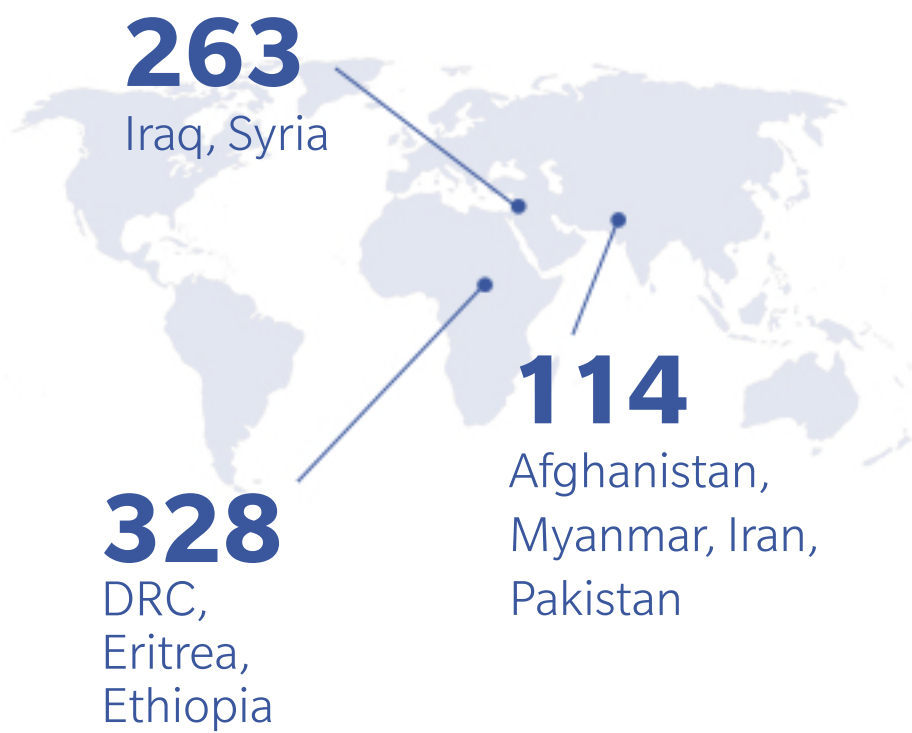 263
Iraq, Syria
114
Afghanistan,
Myanmar, Iran,
Pakistan
328
DRC,
Eritrea,
Ethiopia